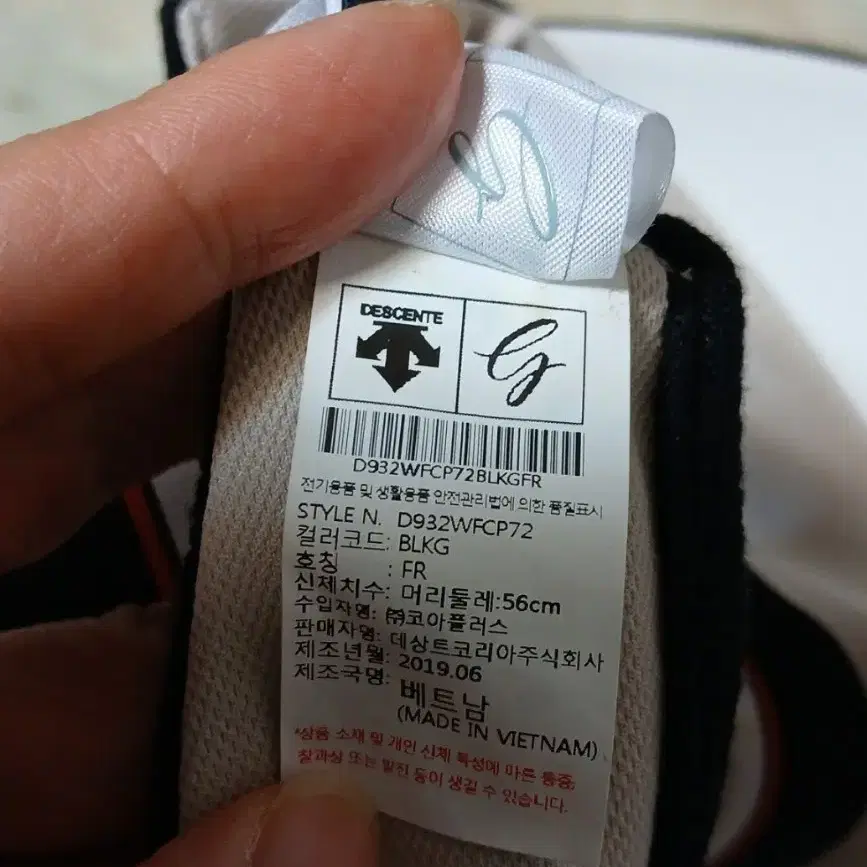 DESCENTE
D932WFCP72BLKGFR
전기용품 및 생활용품 안전관리법에 의한 품질표시
STYLE N. D932WFCP72
컬러코드: BLKG
호칭 : FR
신체치수: 머리둘레:56cm
수입자명: ㈜코아플러스
판매자명: 데상트코리아주식회사
제조년월: 2019.06
제조국명: 베트남
(MADE IN VIETNAM)
*상품 소재 및 개인 신체 특성에 따른 통증,
찰과상 또는 발진 등이 생길 수 있습니다.